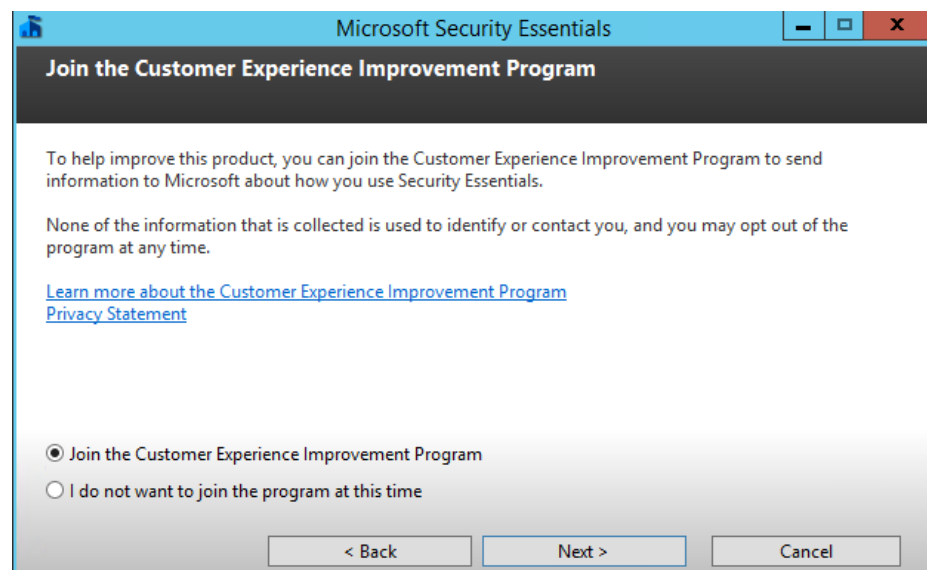 Microsoft Security Essentials
Join the Customer Experience Improvement Program
To help improve this product, you can join the Customer Experience Improvement Program to send
information to Microsoft about how you use Security Essentials.
None of the information that is collected is used to identify or contact you, and you may opt out of the
program at any time.
Learn more about the Customer Experience Improvement Program
Privacy Statement
Join the Customer Experience Improvement Program
I do not want to join the program at this time
< Back Next > Cancel